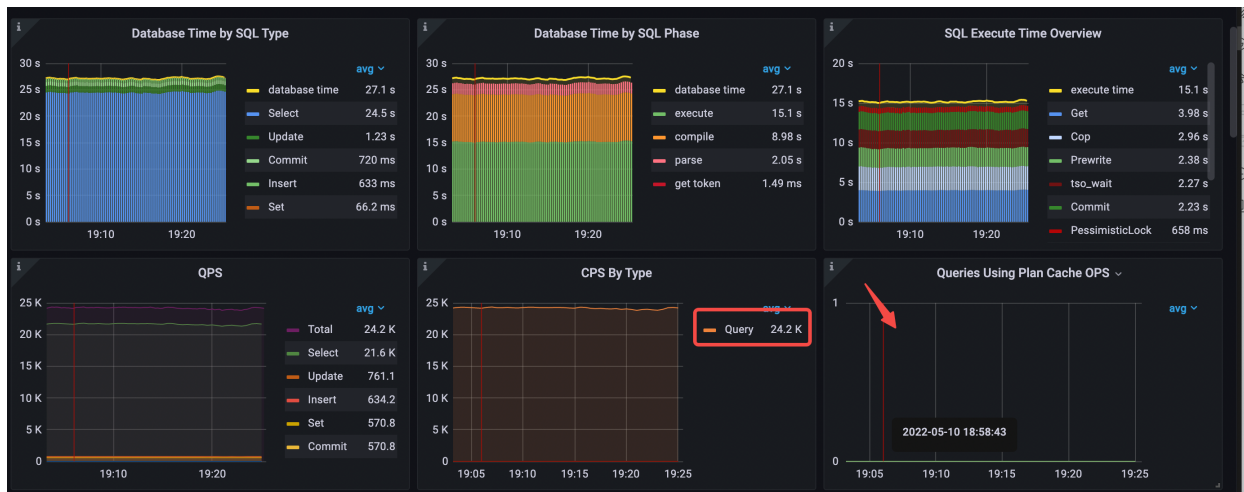 Database Time by SQL Type
30 s
25 s
20 s
15 s
10 s
5 s
0 s
19:10
19:20
avg
database time 27.1 s
Select 24.5 s
Update 1.23 s
Commit 720 ms
Insert 633 ms
Set 66.2 ms
Database Time by SQL Phase
30 s
25 s
20 s
15 s
10 s
5 s
0 s
19:10
19:20
avg
database time 27.1 s
execute 15.1 s
compile 8.98 s
parse 2.05 s
get token 1.49 ms
SQL Execute Time Overview
20 s
15 s
10 s
5 s
0 s
19:10
19:20
avg
execute time 15.1 s
Get 3.98 s
Cop 2.96 s
Prewrite 2.38 s
tso_wait 2.27 s
Commit 2.23 s
PessimisticLock 658 ms
QPS
25 K
20 K
15 K
10 K
5 K
0
19:10
19:20
avg
Total 24.2 K
Select 21.6 K
Update 761.1
Insert 634.2
Set 570.8
Commit 570.8
CPS By Type
25 K
20 K
15 K
10 K
5 K
0
19:05
19:10
19:15
19:20
19:25
avg
Query 24.2 K
Queries Using Plan Cache OPS
1
0
19:05
19:10
19:15
19:20
19:25
avg
2022-05-10 18:58:43